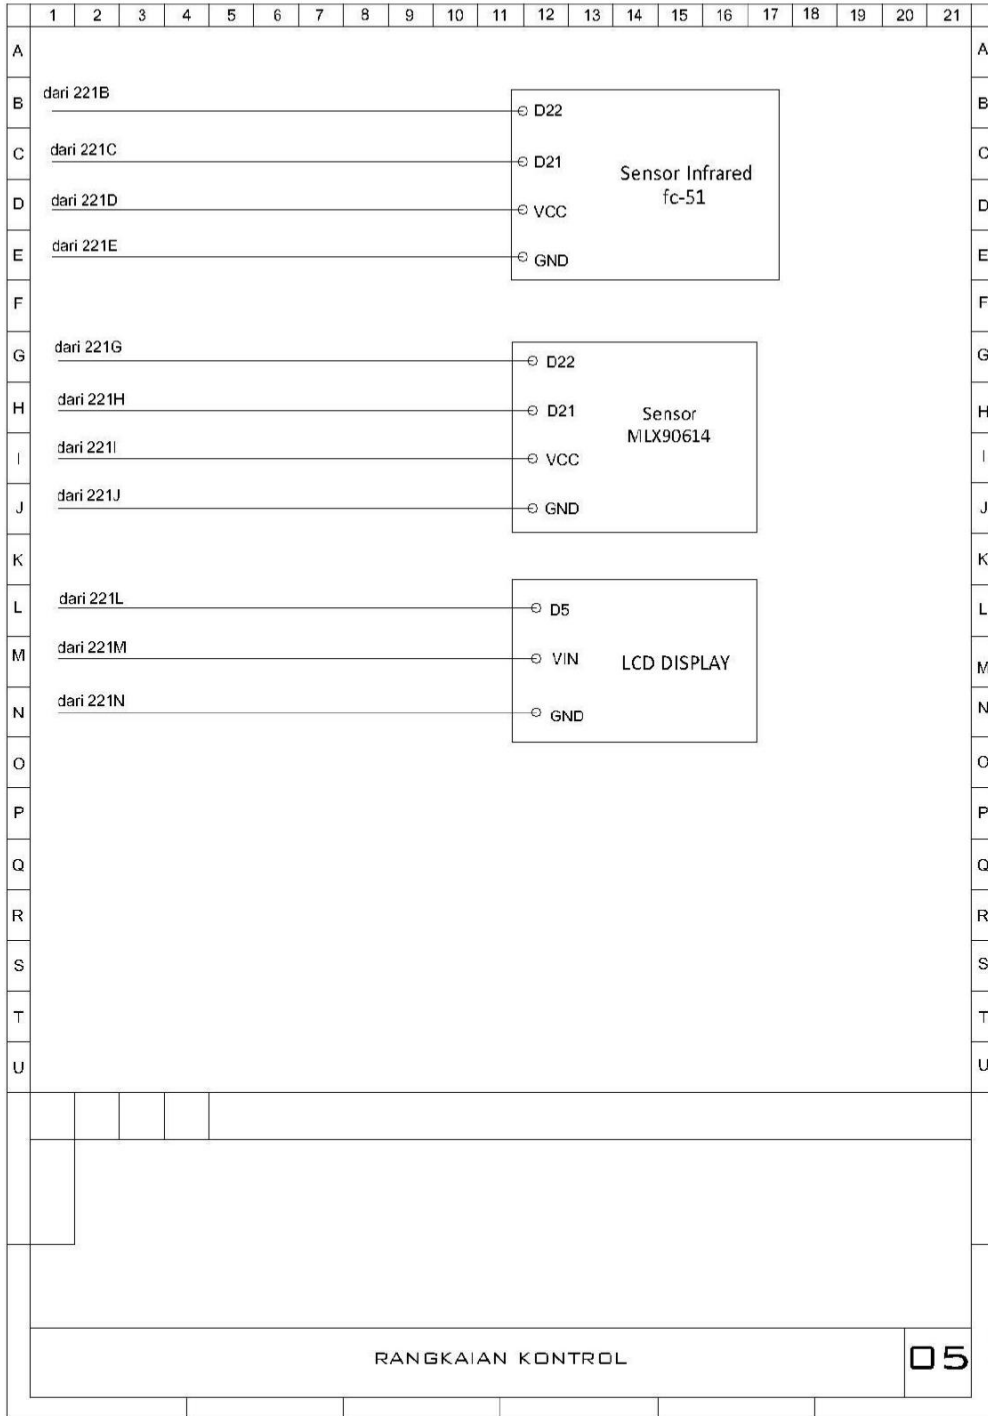 1 2 3 4 5 6 7 8 9 10 11 12 13 14 15 16 17 18 19 20 21
A A
dari 221B
B D22 B
dari 221C
C D21 C
Sensor Infrared
dari 221D
fc-51
D VCC D
dari 221E
E GND E
F F
dari 221G
G D22 G
dari 221H
H D21 H
Sensor
MLX90614
dari 221I
I VCC I
dari 221J
J GND J
K K
dari 221L
L D5 L
dari 221M
M VIN LCD DISPLAY M
dari 221N
N GND N
O O
P P
Q Q
R R
S S
T T
U U
RANGKAIAN KONTROL 05